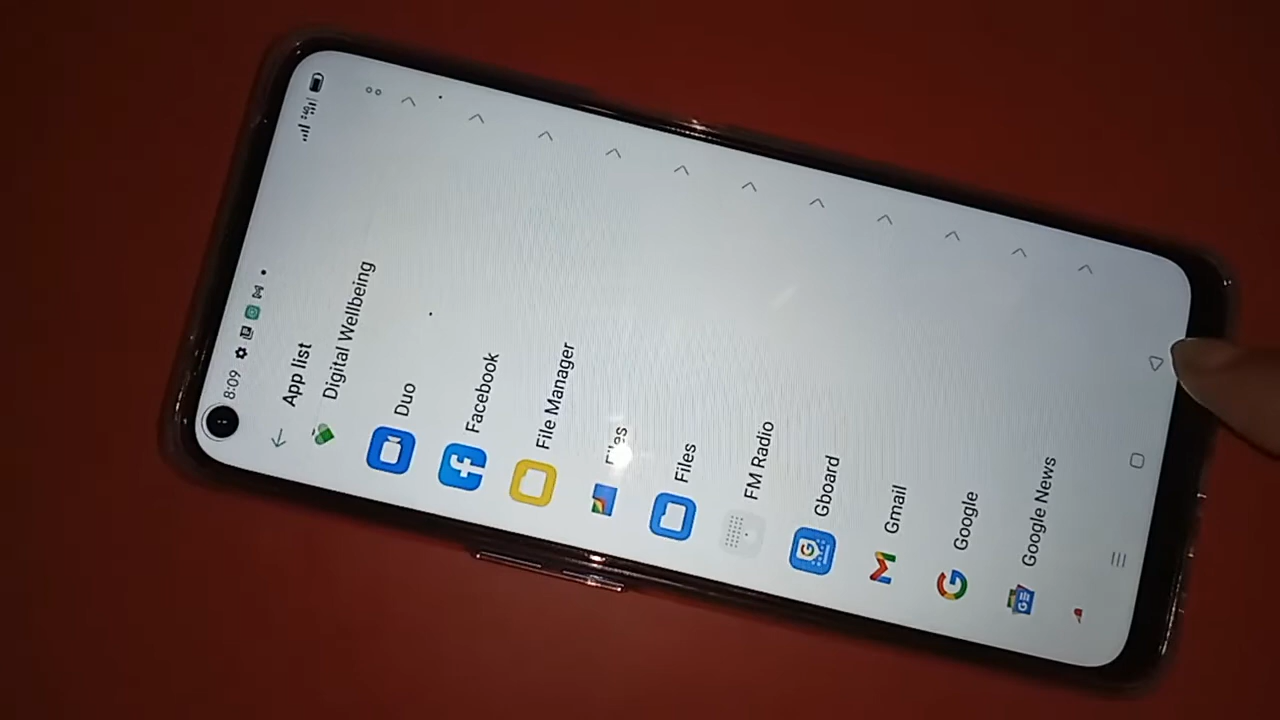 8:09
App list
Digital Wellbeing
Duo
Facebook
File Manager
Files
Files
FM Radio
Gboard
Gmail
Google
Google News